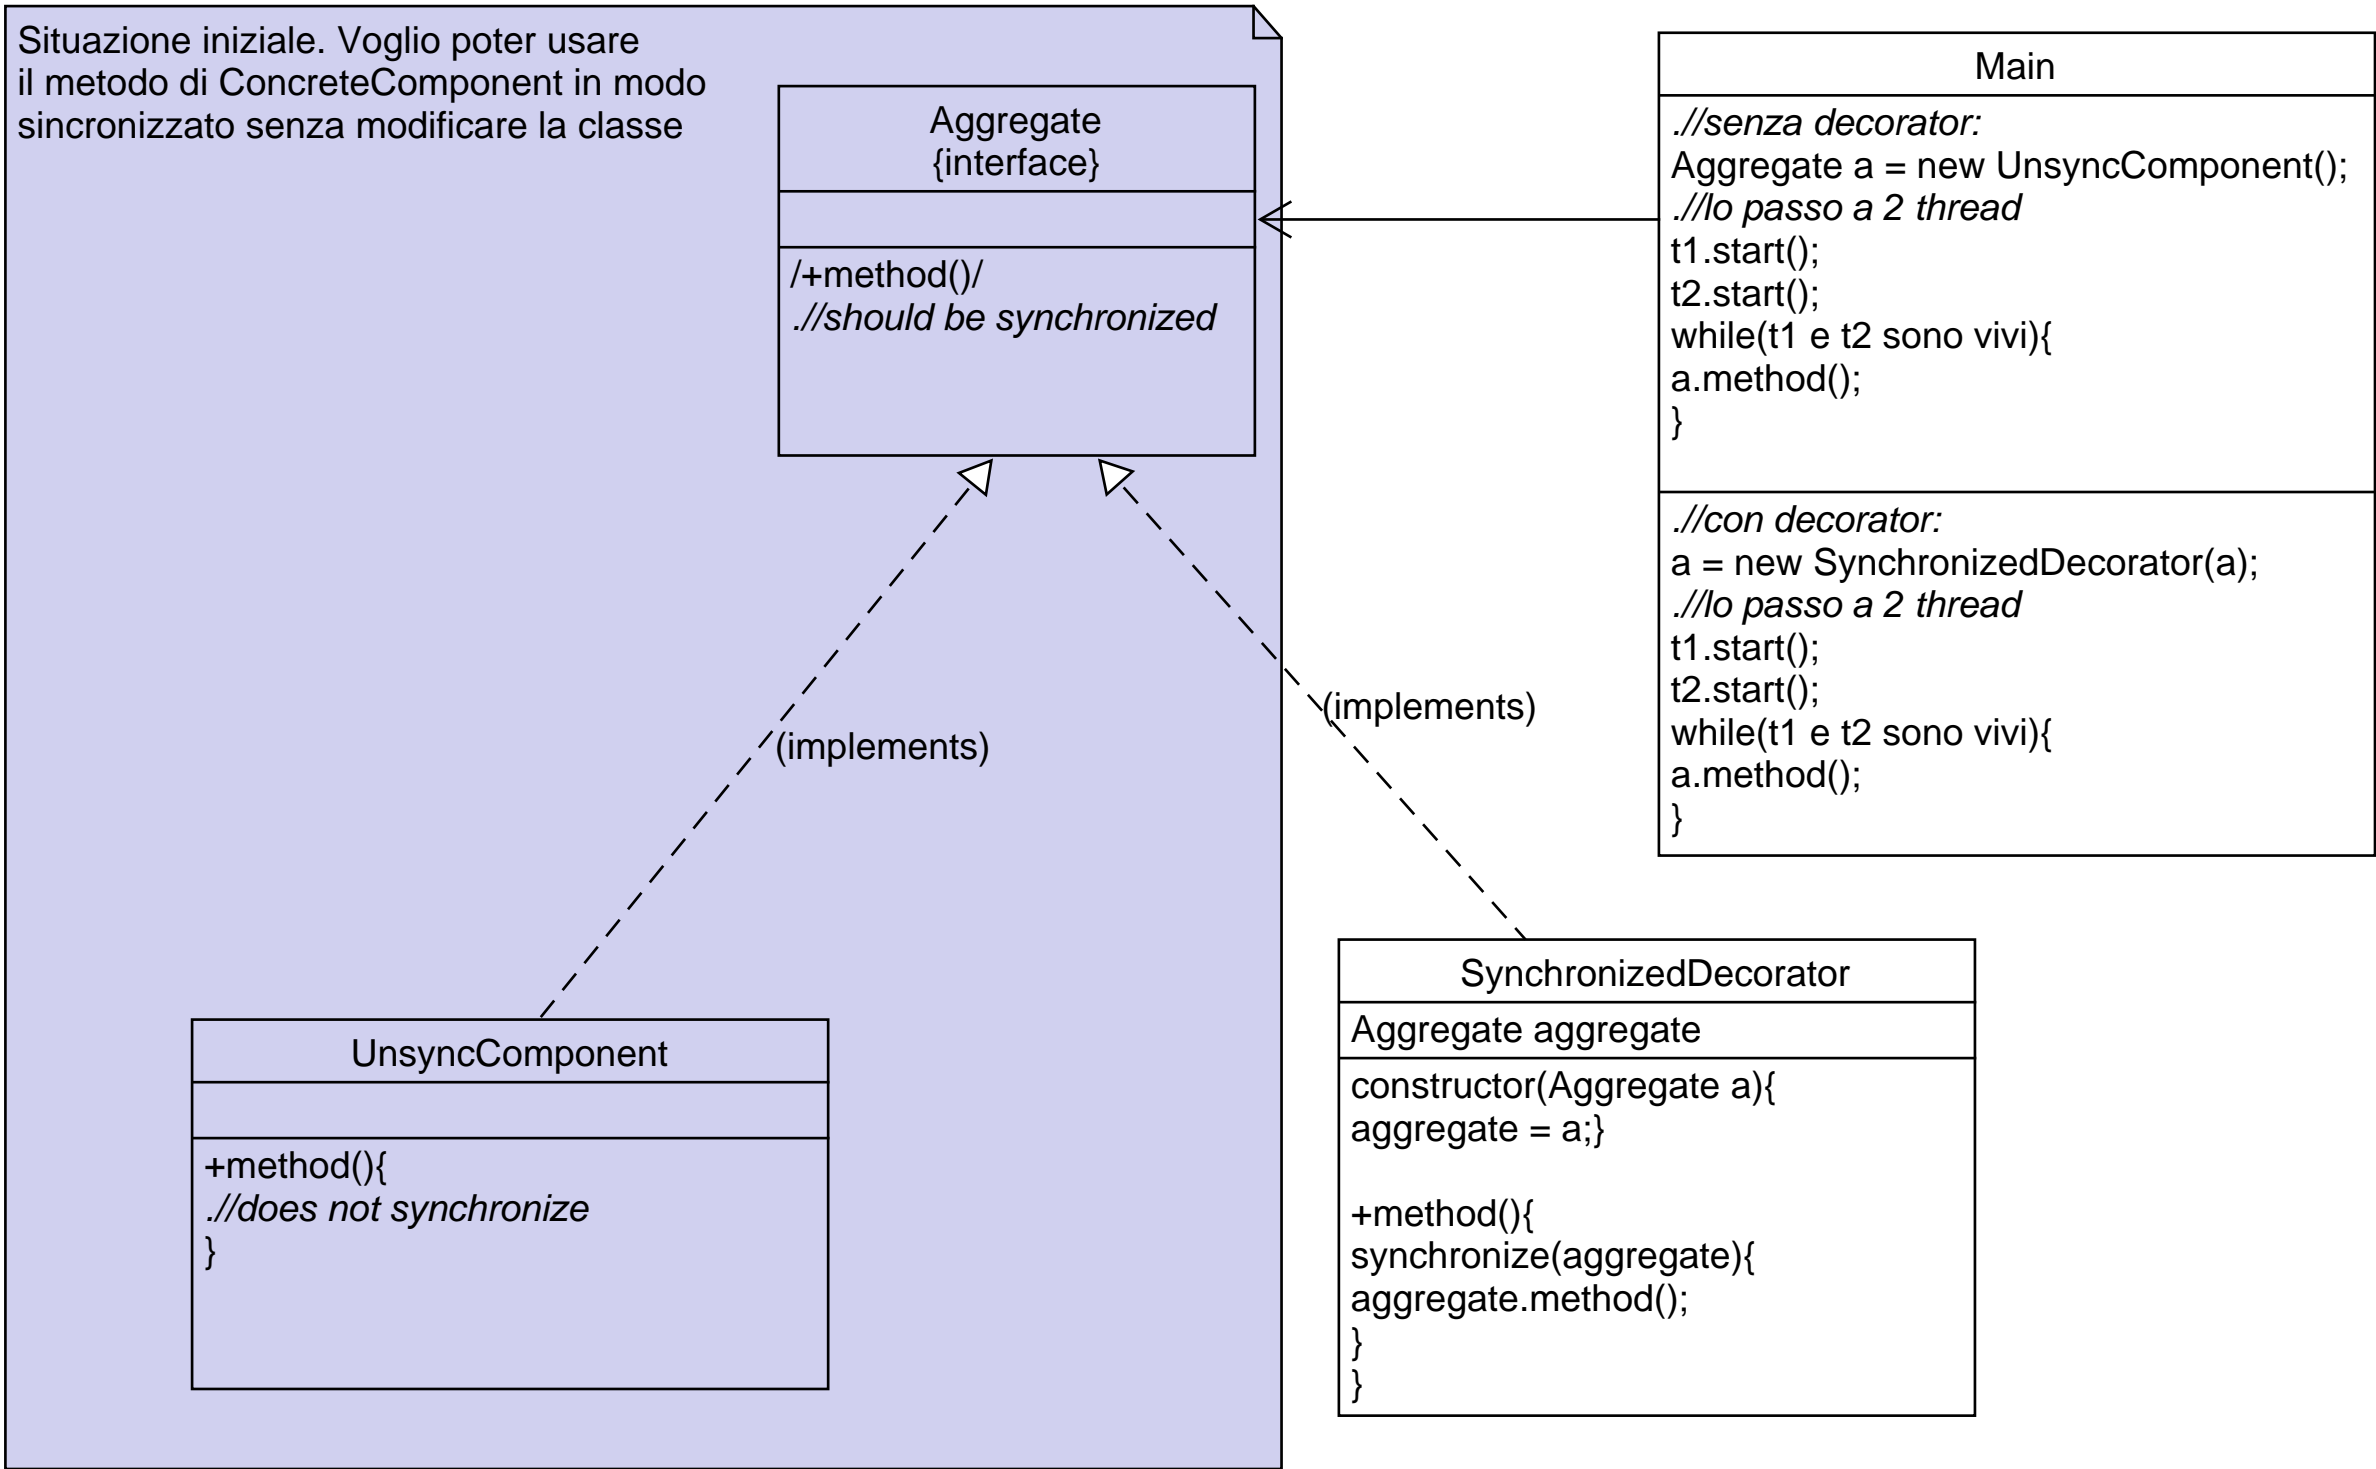 Situazione iniziale. Voglio poter usare
il metodo di ConcreteComponent in modo
sincronizzato senza modificare la classe
Aggregate
{interface}
/+method()/
.//should be synchronized
Main
.//senza decorator:
Aggregate a = new UnsyncComponent();
.//lo passo a 2 thread
t1.start();
t2.start();
while(t1 e t2 sono vivi){
a.method();
}
.//con decorator:
a = new SynchronizedDecorator(a);
.//lo passo a 2 thread
t1.start();
t2.start();
while(t1 e t2 sono vivi){
a.method();
}
(implements)
(implements)
UnsyncComponent
+method(){
.//does not synchronize
}
SynchronizedDecorator
Aggregate aggregate
constructor(Aggregate a){
aggregate = a;}
+method(){
synchronize(aggregate){
aggregate.method();
}
}